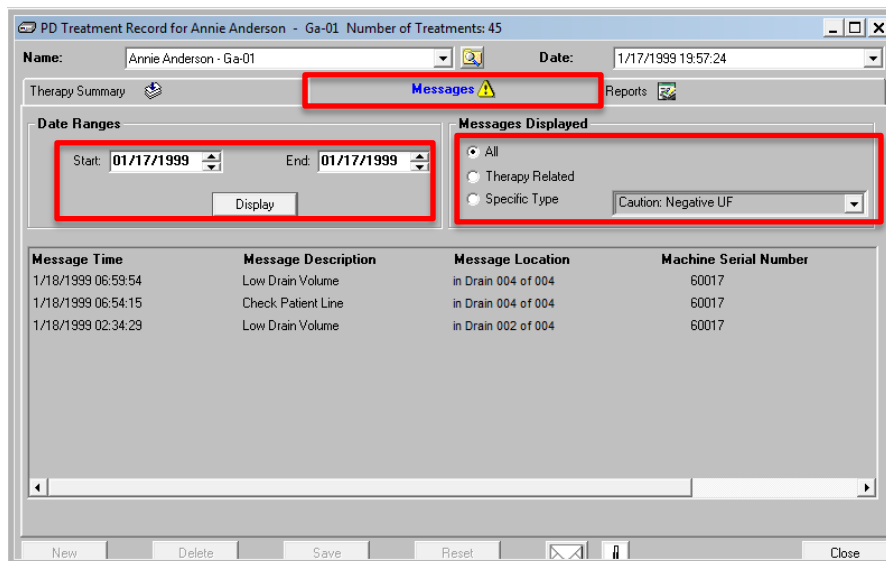 PD Treatment Record for Annie Anderson - Ga-01 Number of Treatments: 45
Name: Annie Anderson - Ga-01 Date: 1/17/1999 19:57:24
Therapy Summary Messages Reports
Date Ranges Messages Displayed
Start: 01/17/1999 End: 01/17/1999 All
Therapy Related
Display Specific Type Caution: Negative UF
Message Time Message Description Message Location Machine Serial Number
1/18/1999 06:59:54 Low Drain Volume in Drain 004 of 004 60017
1/18/1999 06:54:15 Check Patient Line in Drain 004 of 004 60017
1/18/1999 02:34:29 Low Drain Volume in Drain 002 of 004 60017
New Delete Save Reset Close